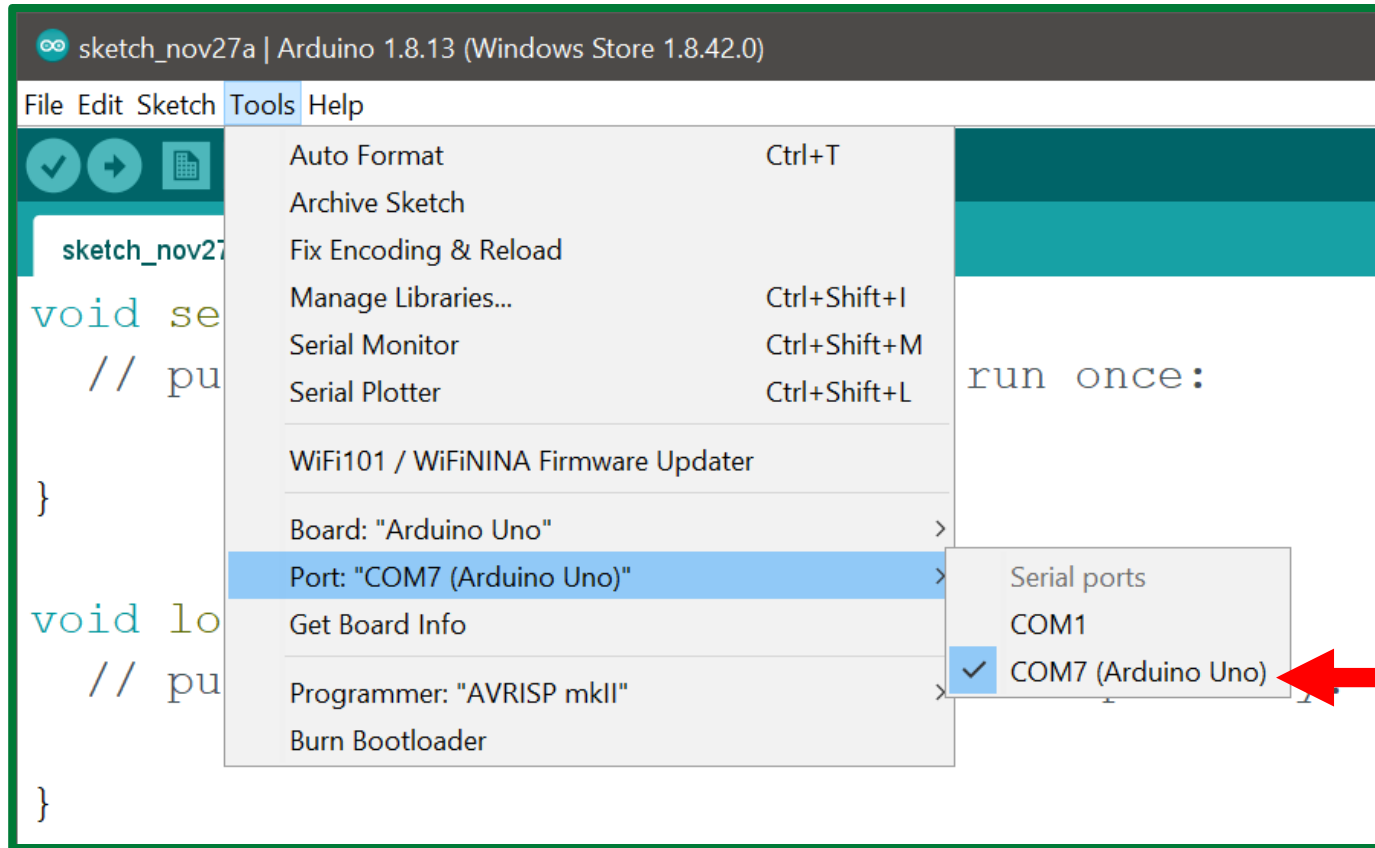 sketch_nov27a | Arduino 1.8.13 (Windows Store 1.8.42.0)
File Edit Sketch Tools Help
Auto Format Ctrl+T
Archive Sketch
sketch_nov27
Fix Encoding & Reload
Manage Libraries... Ctrl+Shift+I
void se
Serial Monitor Ctrl+Shift+M
// pu run once:
Serial Plotter Ctrl+Shift+L
WiFi101 / WiFiNINA Firmware Updater
}
Board: "Arduino Uno"
Port: "COM7 (Arduino Uno)"
Serial ports
void lo
Get Board Info
COM1
// pu
COM7 (Arduino Uno)
Programmer: "AVRISP mkII"
Burn Bootloader
}